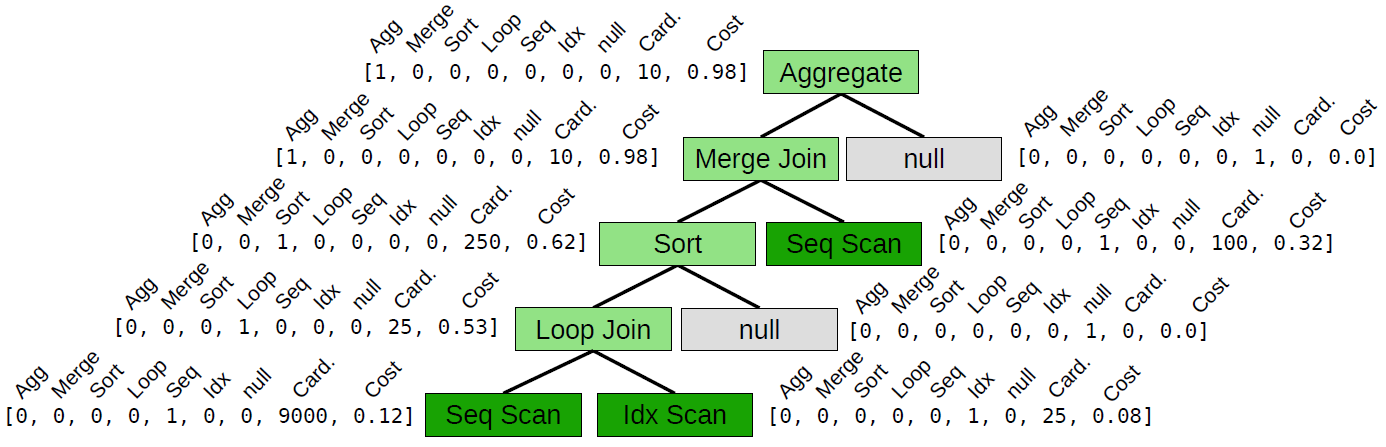 Agg Merge Sort Loop Seq Idx null Card. Cost
[1, 0, 0, 0, 0, 0, 0, 10, 0.98]
Aggregate
Agg Merge Sort Loop Seq Idx null Card. Cost
[1, 0, 0, 0, 0, 0, 0, 10, 0.98]
Merge Join
null
Agg Merge Sort Loop Seq Idx null Card. Cost
[0, 0, 0, 0, 0, 0, 1, 0, 0.0]
Agg Merge Sort Loop Seq Idx null Card. Cost
[0, 0, 1, 0, 0, 0, 0, 250, 0.62]
Sort
Seq Scan
Agg Merge Sort Loop Seq Idx null Card. Cost
[0, 0, 0, 0, 1, 0, 0, 100, 0.32]
Agg Merge Sort Loop Seq Idx null Card. Cost
[0, 0, 0, 1, 0, 0, 0, 25, 0.53]
Loop Join
null
Agg Merge Sort Loop Seq Idx null Card. Cost
[0, 0, 0, 0, 0, 0, 1, 0, 0.0]
Agg Merge Sort Loop Seq Idx null Card. Cost
[0, 0, 0, 0, 1, 0, 0, 9000, 0.12]
Seq Scan
Idx Scan
Agg Merge Sort Loop Seq Idx null Card. Cost
[0, 0, 0, 0, 0, 1, 0, 25, 0.08]